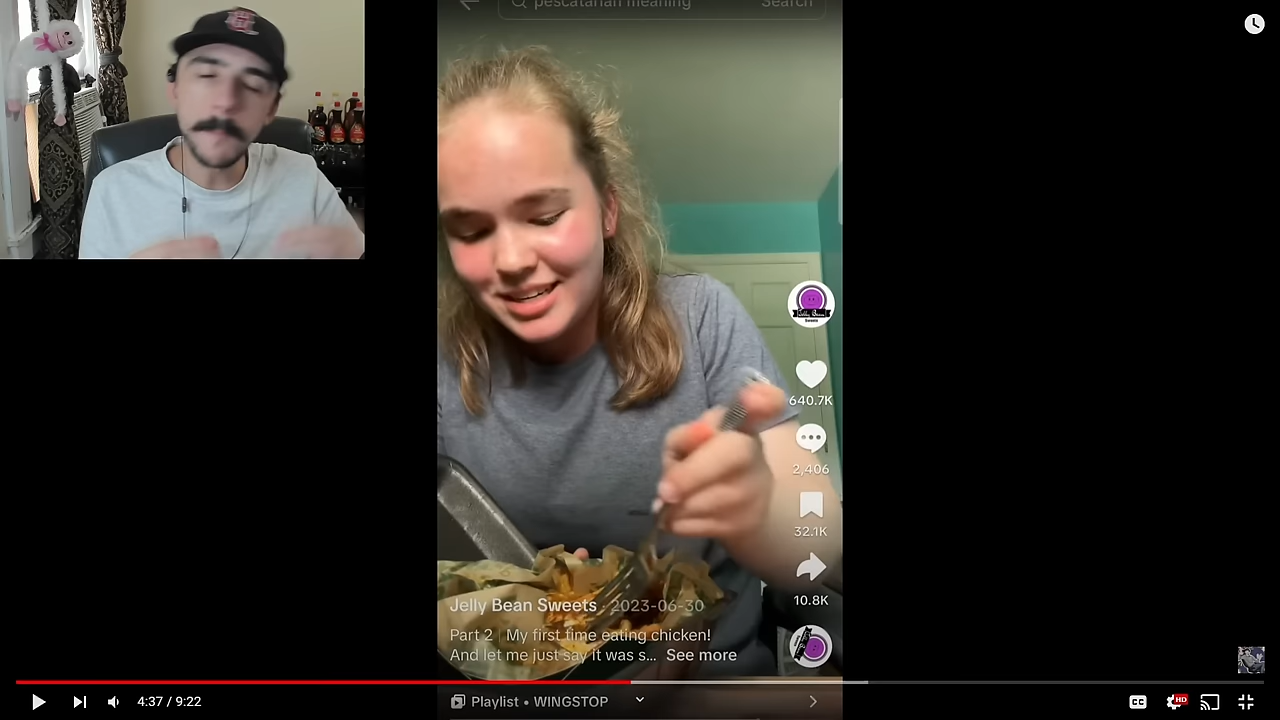 pescatarian meaning
Search
640.7K
2,406
32.1K
10.8K
Jelly Bean Sweets · 2023-06-30
Part 2 | My first time eating chicken!
And let me just say it was s... See more
Playlist • WINGSTOP
4:37 / 9:22
CC
HD